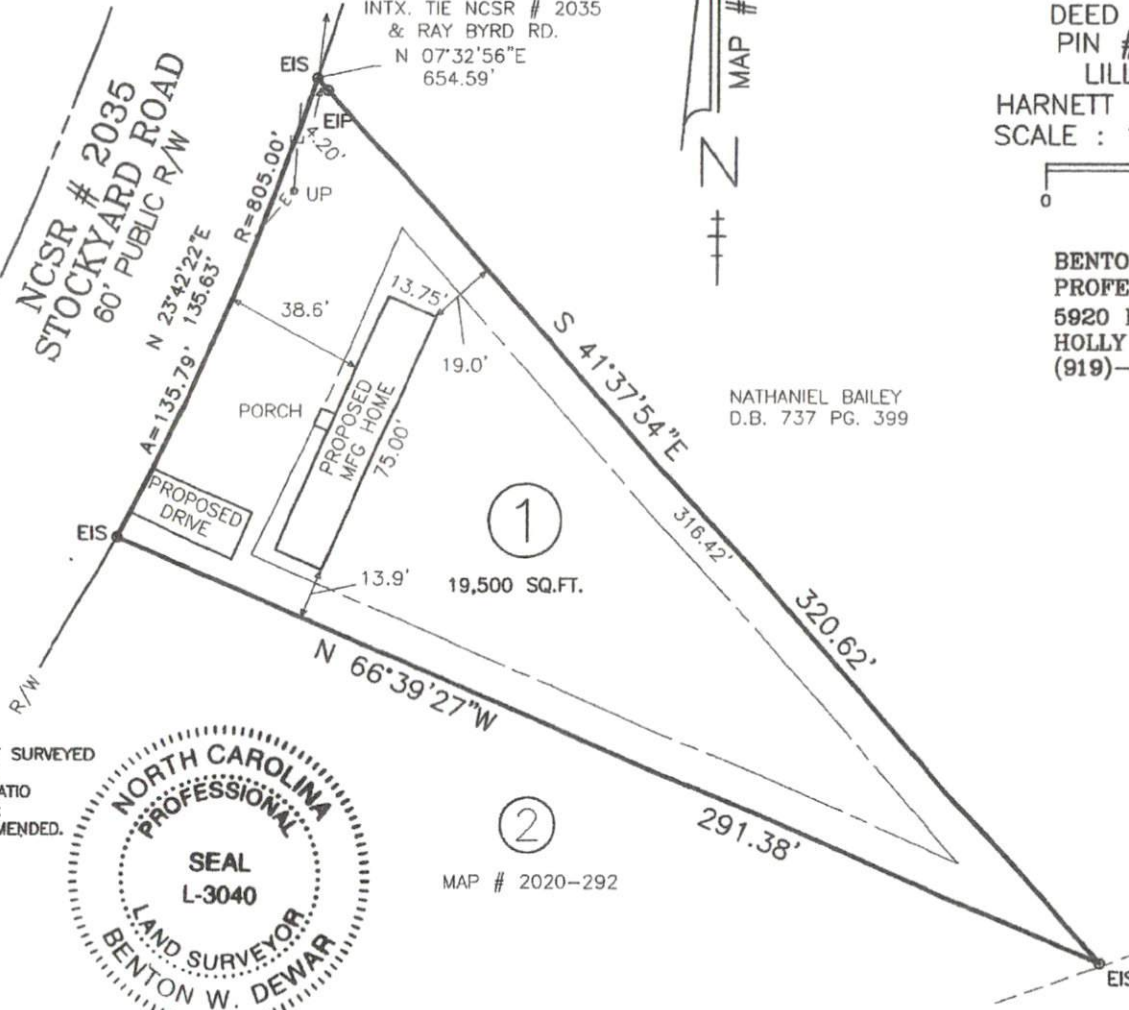 INTX. TIE NCSR # 2035
& RAY BYRD RD.
N 07°32'56"E
654.59'
MAP #
DEED
PIN #
LILL
HARNETT
SCALE :
0
EIS
EIP
4.20'
UP
E
NCSR # 2035
STOCKYARD ROAD
60' PUBLIC R/W
R=805.00'
N 23°42'22"E
135.63'
A=135.79'
N
BENTO
PROFE
5920
HOLLY
(919)-
38.6'
13.75'
19.0'
S 41°37'54"E
NATHANIEL BAILEY
D.B. 737 PG. 399
PORCH
PROPOSED
MFG HOME
75.00'
PROPOSED
DRIVE
EIS
1
19,500 SQ.FT.
316.42'
320.62'
13.9'
N 66°39'27"W
291.38'
R/W
SURVEYED
ATIO
MENDED.
NORTH CAROLINA
PROFESSIONAL
SEAL
L-3040
LAND SURVEYOR
BENTON W. DEWAR
2
MAP # 2020-292
EIS